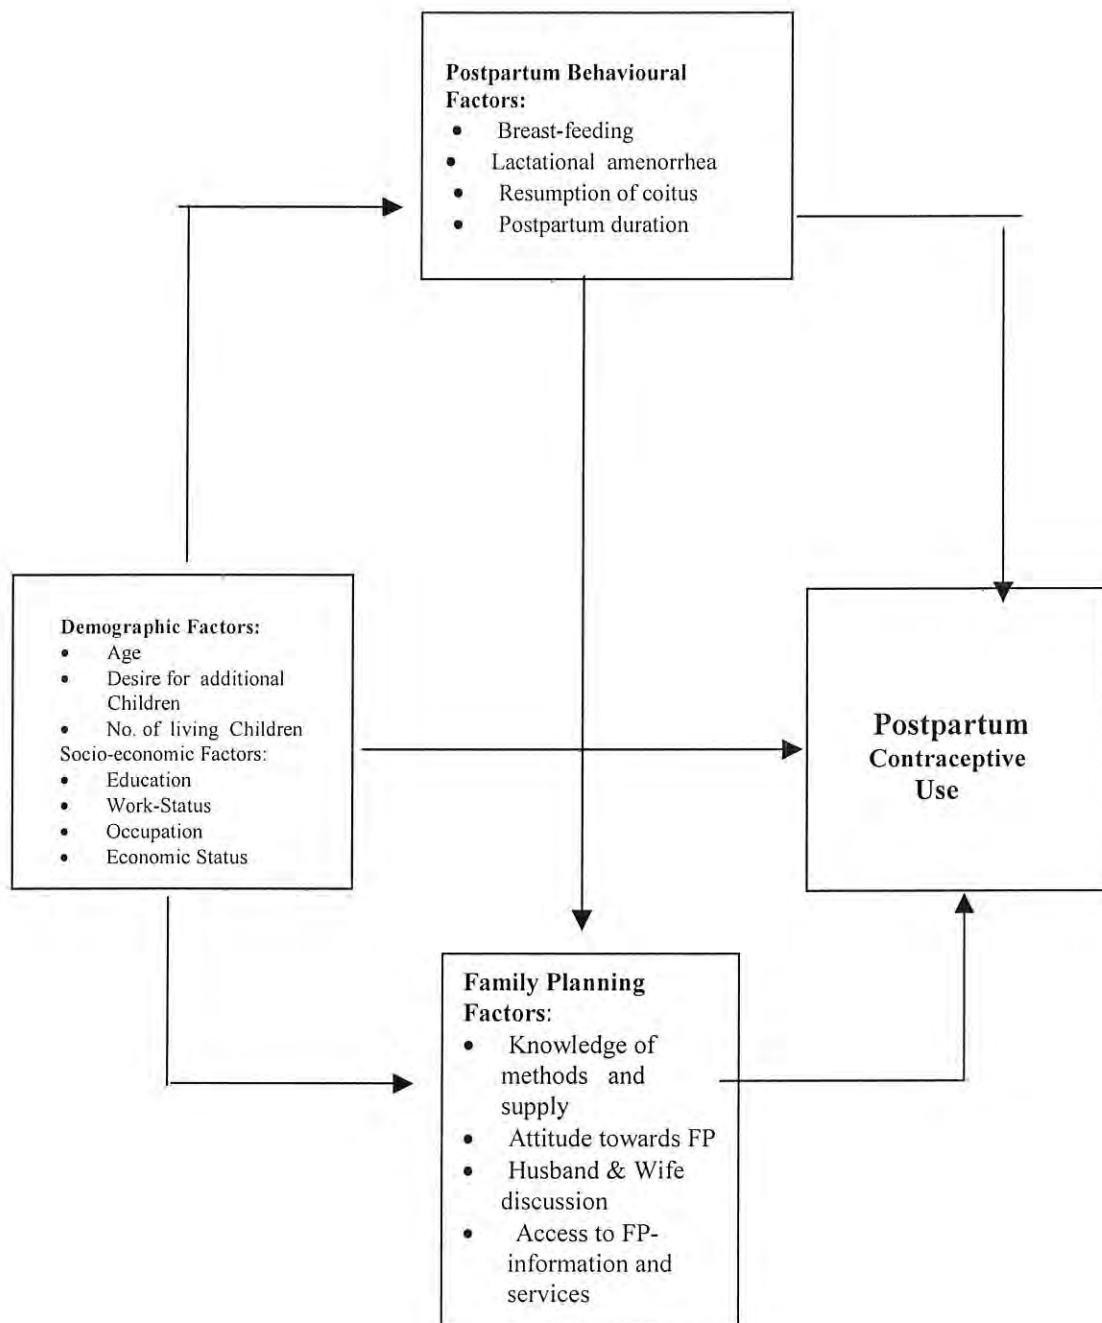 Postpartum Behavioural
Factors:
• Breast-feeding
• Lactational amenorrhea
• Resumption of coitus
• Postpartum duration
Demographic Factors:
• Age
• Desire for additional
Children
• No. of living Children
Socio-economic Factors:
• Education
• Work-Status
• Occupation
• Economic Status
Postpartum
Contraceptive
Use
Family Planning
Factors:
• Knowledge of
methods and
supply
• Attitude towards FP
• Husband & Wife
discussion
• Access to FP-
information and
services